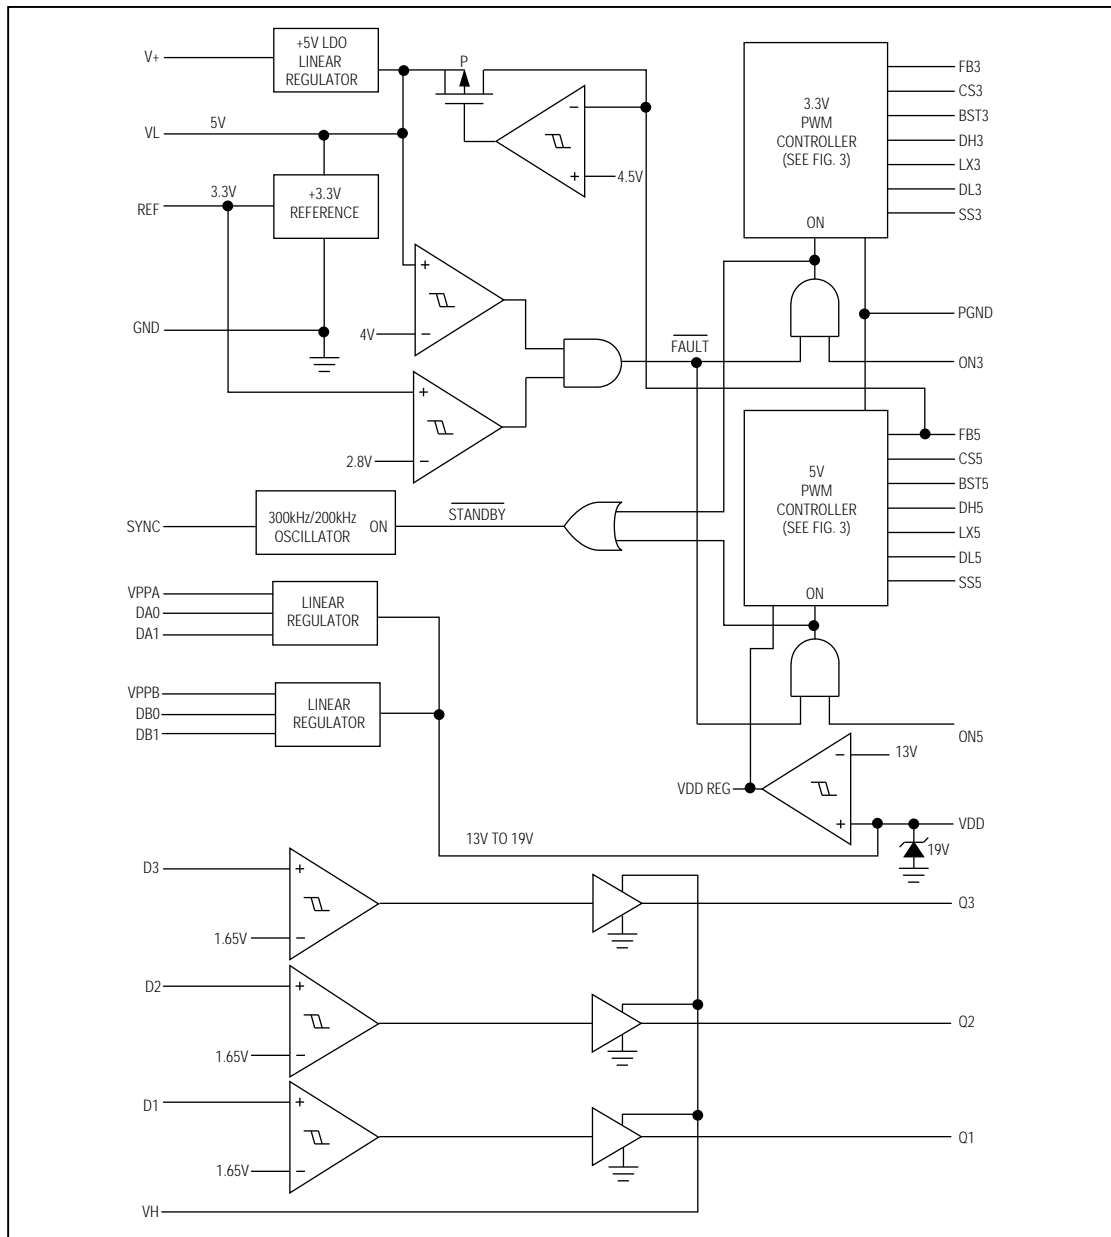 V+
+5V LDO
LINEAR
REGULATOR
P
VL
5V
−
+
4.5V
REF
3.3V
+3.3V
REFERENCE
GND
+
4V
−
+
2.8V
−
FAULT
3.3V
PWM
CONTROLLER
(SEE FIG. 3)
ON
FB3
CS3
BST3
DH3
LX3
DL3
SS3
PGND
ON3
5V
PWM
CONTROLLER
(SEE FIG. 3)
ON
FB5
CS5
BST5
DH5
LX5
DL5
SS5
SYNC
300kHz/200kHz
OSCILLATOR
ON
STANDBY
VPPA
DA0
DA1
LINEAR
REGULATOR
VPPB
DB0
DB1
LINEAR
REGULATOR
ON5
−
13V
VDD REG
+
VDD
19V
13V TO 19V
D3
+
1.65V
−
Q3
D2
+
1.65V
−
Q2
D1
+
1.65V
−
Q1
VH